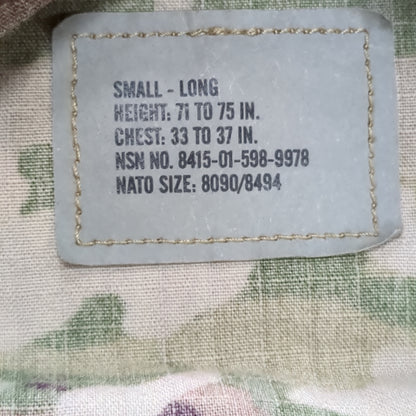 SMALL - LONG
HEIGHT: 71 TO 75 IN.
CHEST: 33 TO 37 IN.
NSN NO. 8415-01-598-9978
NATO SIZE: 8090/8494